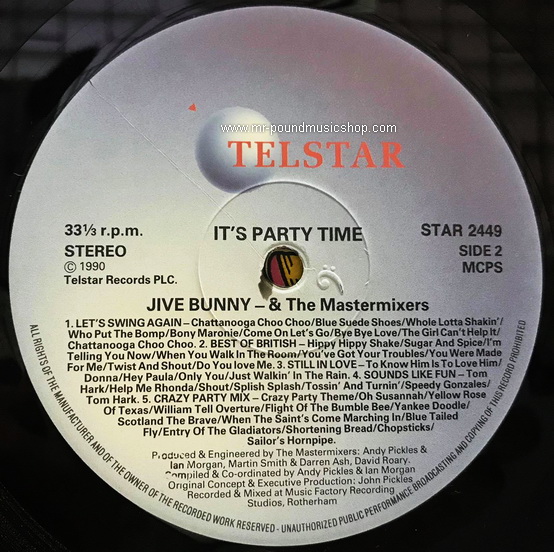 www.mr-poundmusicshop.com
TELSTAR
33⅓ r.p.m.
STEREO
© 1990
Telstar Records PLC.
IT'S PARTY TIME
STAR 2449
SIDE 2
MCPS
JIVE BUNNY – & The Mastermixers
1. LET'S SWING AGAIN – Chattanooga Choo Choo/Blue Suede Shoes/Whole Lotta Shakin'/
Who Put The Bomp/Bony Maronie/Come On Let's Go/Bye Bye Love/The Girl Can't Help It/
Chattanooga Choo Choo. 2. BEST OF BRITISH – Hippy Hippy Shake/Sugar And Spice/I'm
Telling You Now/When You Walk In The Room/You've Got Your Troubles/You Were Made
For Me/Twist And Shout/Do You love Me. 3. STILL IN LOVE – To Know Him Is To Love Him/
Donna/Hey Paula/Only You/Just Walkin' In The Rain. 4. SOUNDS LIKE FUN – Tom
Hark/Help Me Rhonda/Shout/Splish Splash/Tossin' And Turnin'/Speedy Gonzales/
Tom Hark. 5. CRAZY PARTY MIX – Crazy Party Theme/Oh Susannah/Yellow Rose
Of Texas/William Tell Overture/Flight Of The Bumble Bee/Yankee Doodle/
Scotland The Brave/When The Saint's Come Marching In/Blue Tailed
Fly/Entry Of The Gladiators/Shortening Bread/Chopsticks/
Sailor's Hornpipe.
Produced & Engineered by The Mastermixers: Andy Pickles &
Ian Morgan, Martin Smith & Darren Ash, David Roary.
Compiled & Co-ordinated by Andy Pickles & Ian Morgan
Original Concept & Executive Production: John Pickles
Recorded & Mixed at Music Factory Recording
Studios, Rotherham
ALL RIGHTS OF THE MANUFACTURER AND OF THE OWNER OF THE RECORDED WORK RESERVED - UNAUTHORIZED PUBLIC PERFORMANCE BROADCASTING AND COPYING OF THIS RECORD PROHIBITED